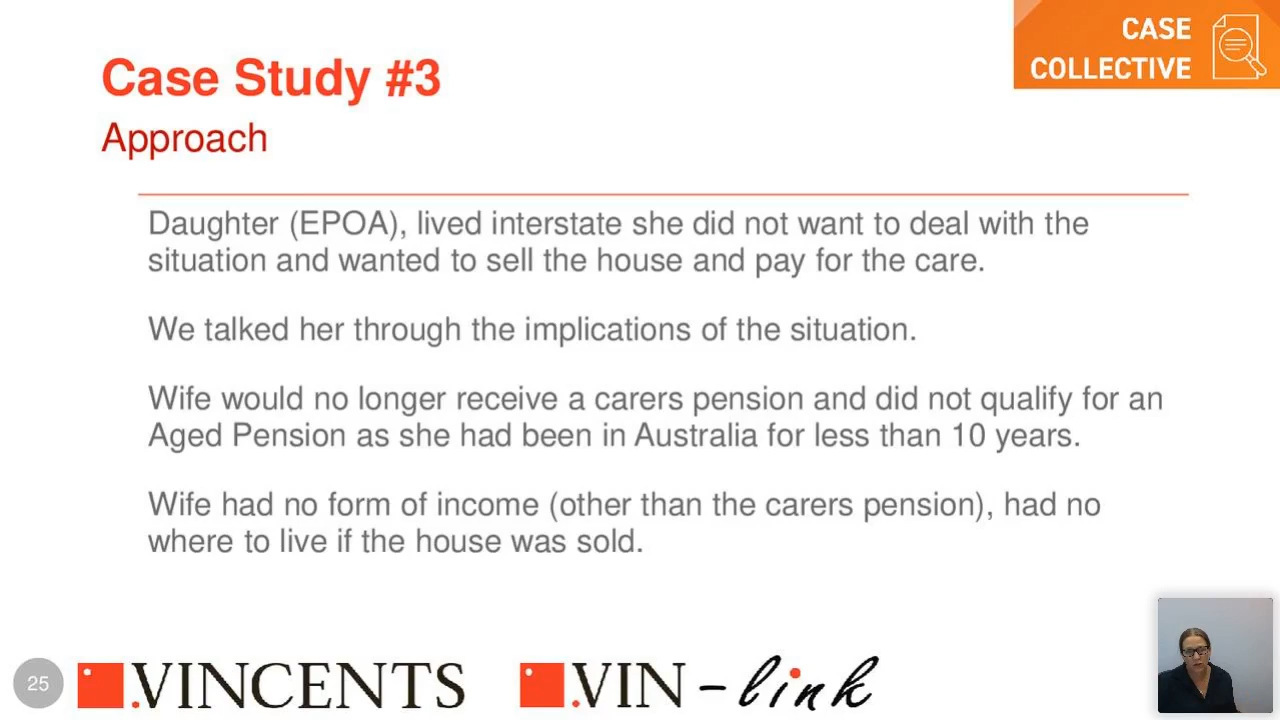 CASE
COLLECTIVE
Case Study #3
Approach
Daughter (EPOA), lived interstate she did not want to deal with the
situation and wanted to sell the house and pay for the care.
We talked her through the implications of the situation.
Wife would no longer receive a carers pension and did not qualify for an
Aged Pension as she had been in Australia for less than 10 years.
Wife had no form of income (other than the carers pension), had no
where to live if the house was sold.
25
VINCENTS
VIN-link